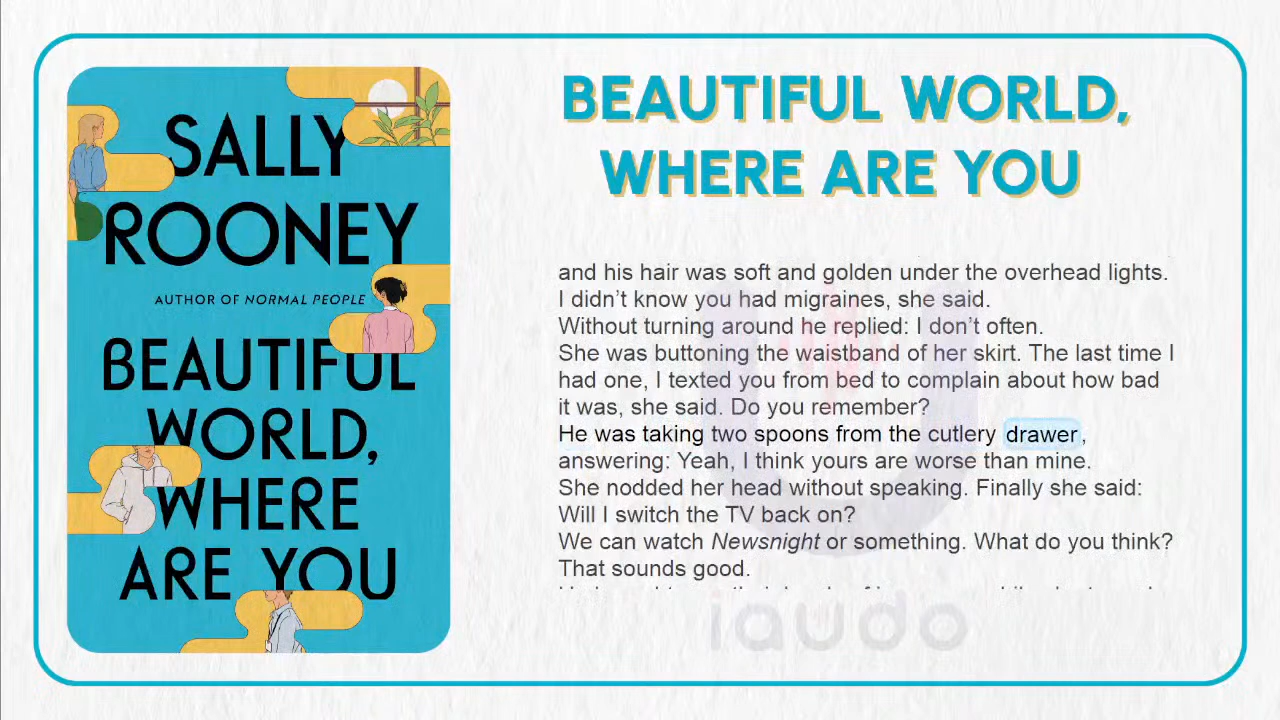 SALLY
ROONEY
AUTHOR OF NORMAL PEOPLE
BEAUTIFUL
WORLD,
WHERE
ARE YOU
BEAUTIFUL WORLD,
WHERE ARE YOU
and his hair was soft and golden under the overhead lights.
I didn’t know you had migraines, she said.
Without turning around he replied: I don’t often.
She was buttoning the waistband of her skirt. The last time I
had one, I texted you from bed to complain about how bad
it was, she said. Do you remember?
He was taking two spoons from the cutlery drawer,
answering: Yeah, I think yours are worse than mine.
She nodded her head without speaking. Finally she said:
Will I switch the TV back on?
We can watch Newsnight or something. What do you think?
That sounds good.
iaudo